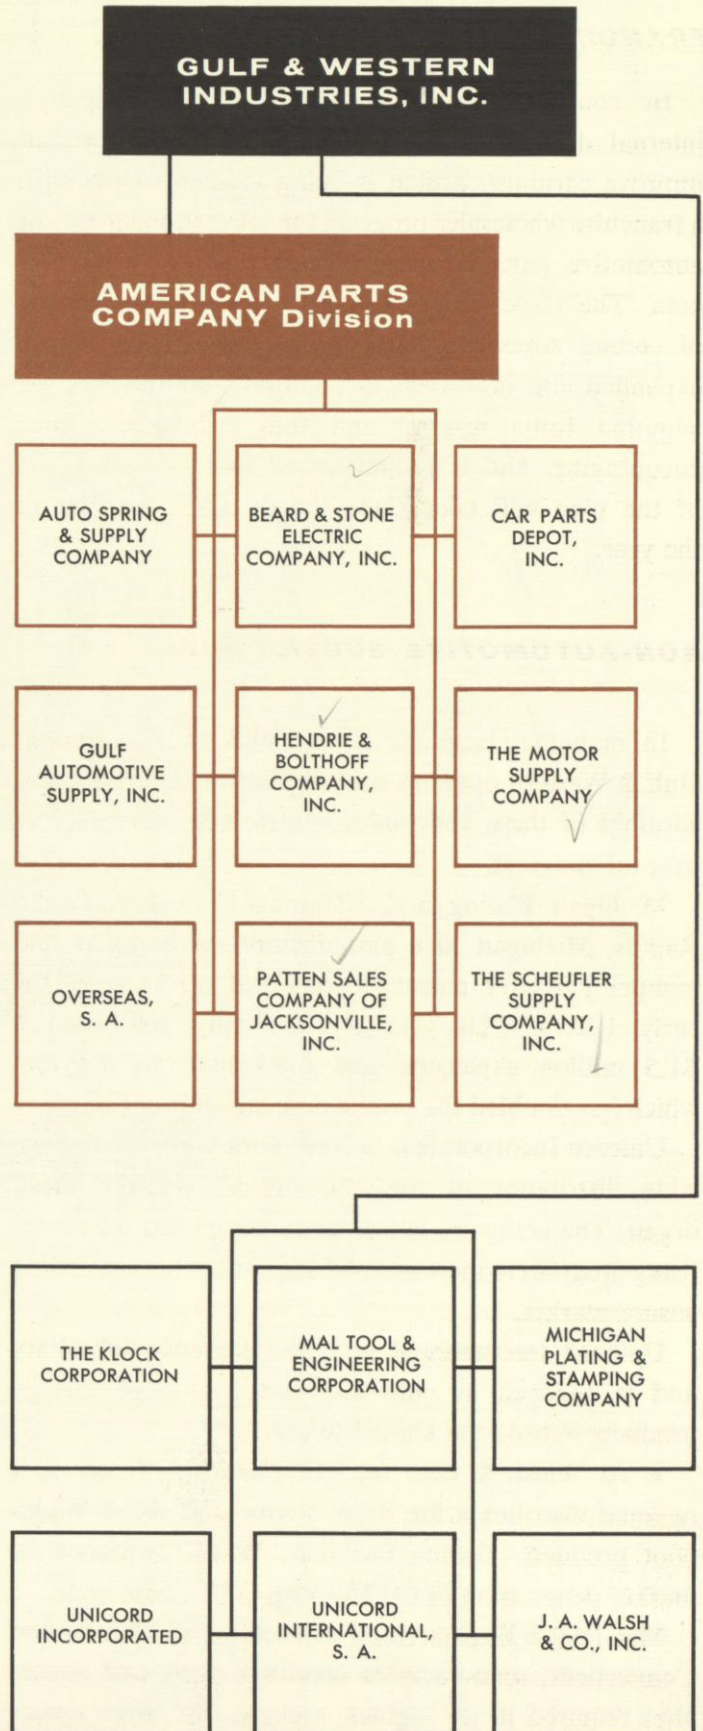 GULF & WESTERN
INDUSTRIES, INC.
AMERICAN PARTS
COMPANY Division
AUTO SPRING
& SUPPLY
COMPANY
BEARD & STONE
ELECTRIC
COMPANY, INC.
CAR PARTS
DEPOT,
INC.
GULF
AUTOMOTIVE
SUPPLY, INC.
HENDRIE &
BOLTHOFF
COMPANY,
INC.
THE MOTOR
SUPPLY
COMPANY
OVERSEAS,
S. A.
PATTEN SALES
COMPANY OF
JACKSONVILLE,
INC.
THE SCHEUFLER
SUPPLY
COMPANY,
INC.
THE KLOCK
CORPORATION
MAL TOOL &
ENGINEERING
CORPORATION
MICHIGAN
PLATING &
STAMPING
COMPANY
UNICORD
INCORPORATED
UNICORD
INTERNATIONAL,
S. A.
J. A. WALSH
& CO., INC.